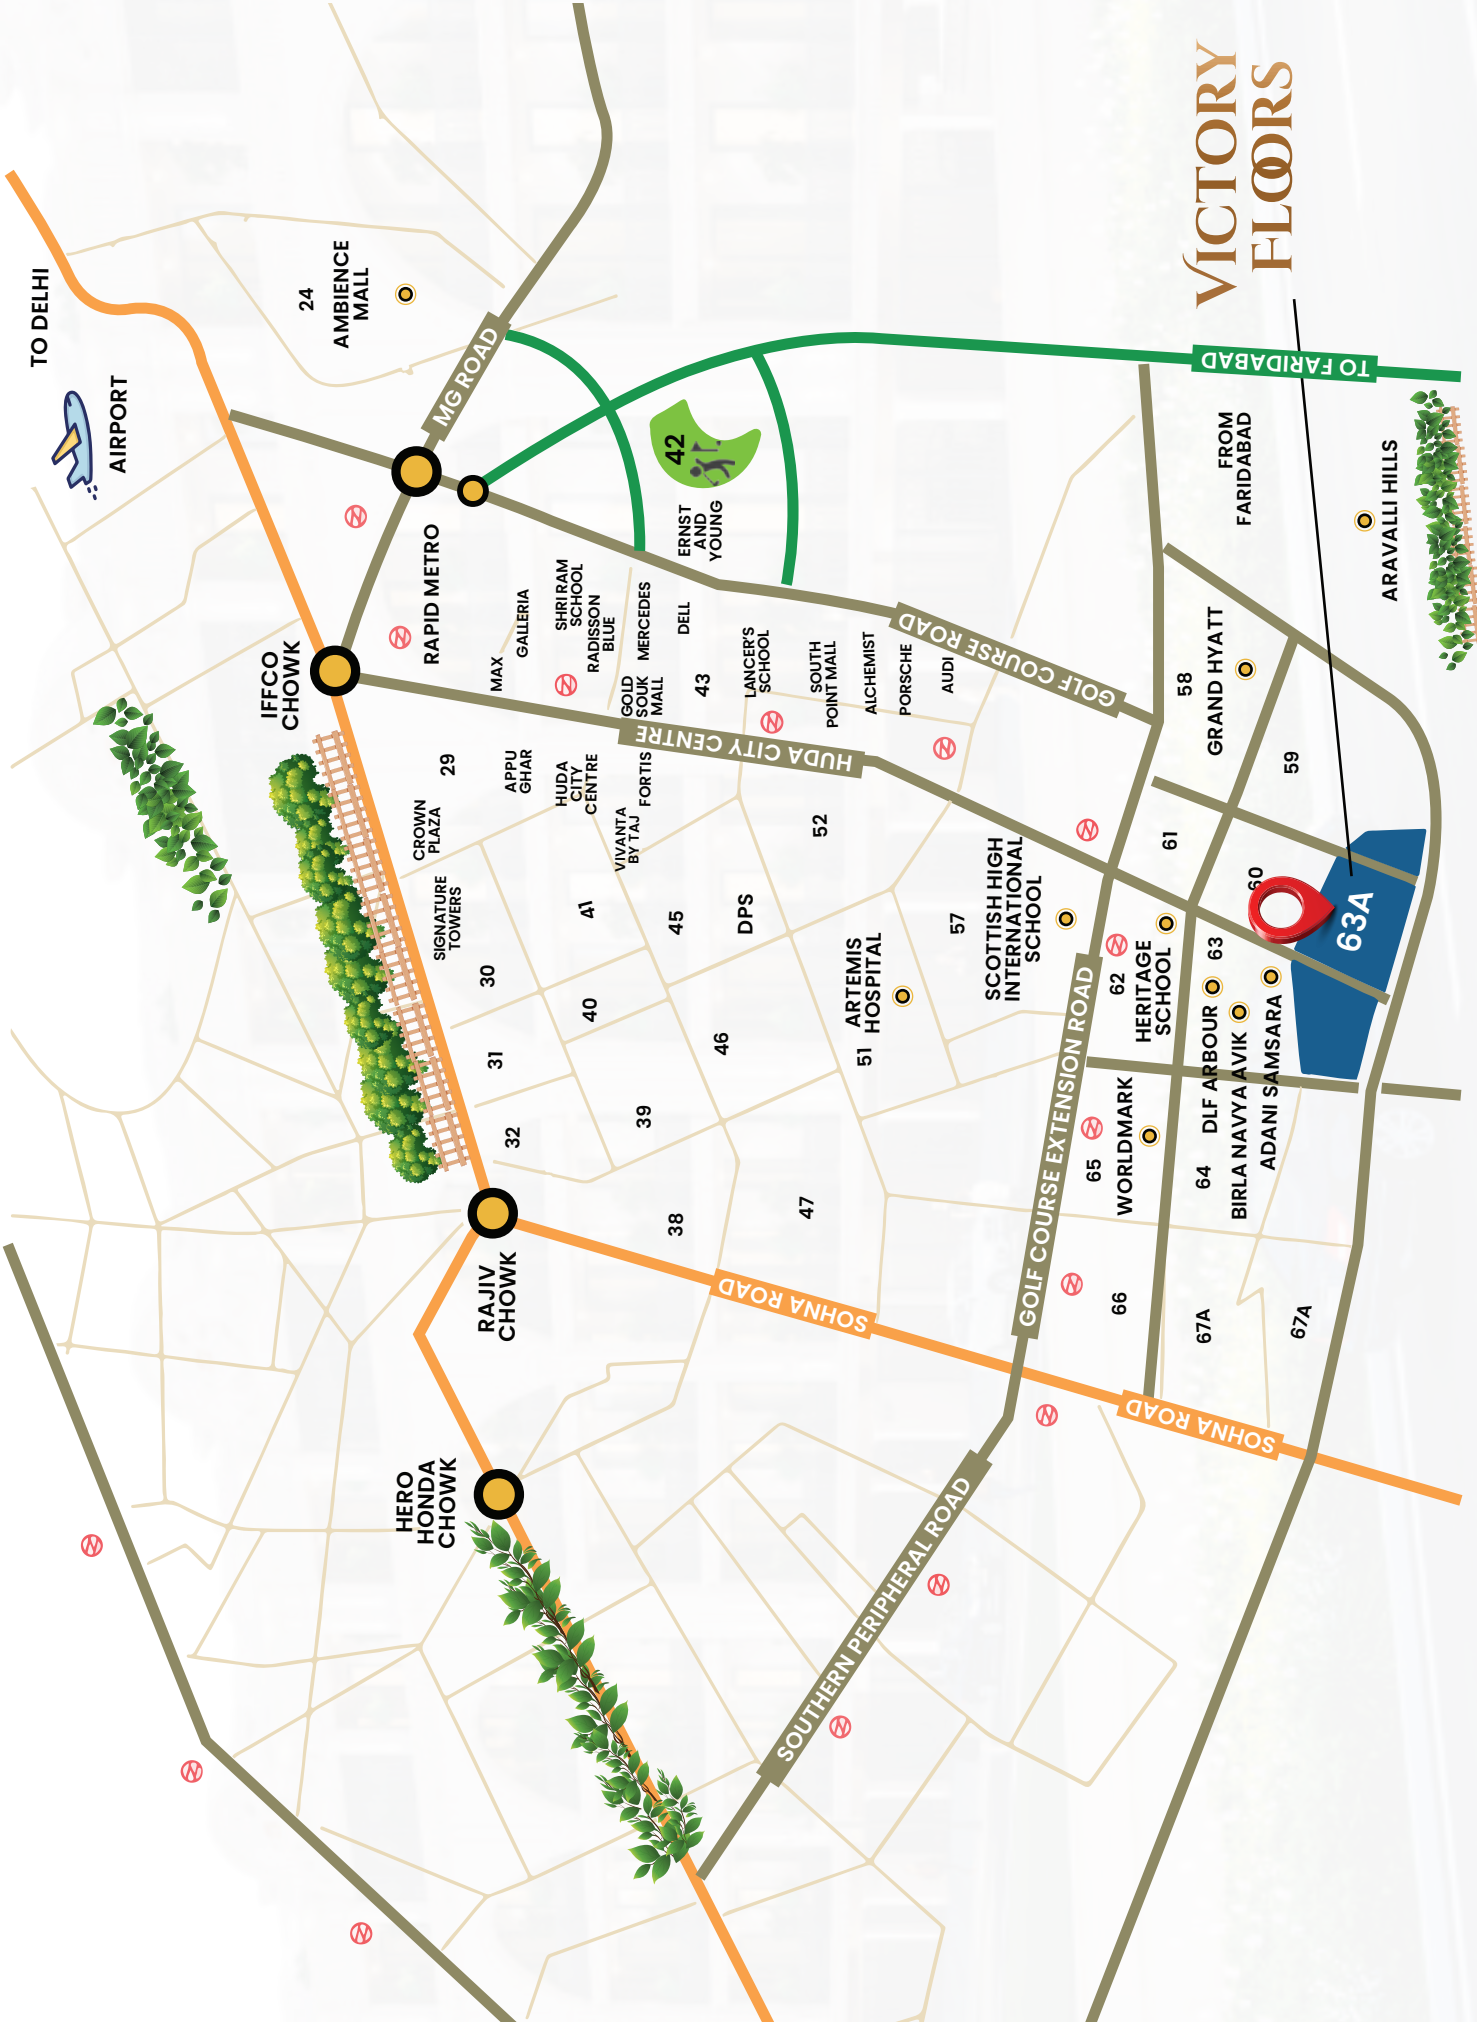 TO DELHI
AIRPORT
24
AMBIENCE
MALL
MG ROAD
IFFCO
CHOWK
RAPID METRO
MAX
GALLERIA
SHRI RAM
SCHOOL
RADISSON
BLUE
GOLD
SOUK
MALL
MERCEDES
DELL
ERNST
AND
YOUNG
42
43
LANCER'S
SCHOOL
SOUTH
POINT MALL
ALCHEMIST
PORSCHE
AUDI
GOLF COURSE ROAD
HUDA CITY CENTRE
TO FARIDABAD
VICTORY
FLOORS
FROM
FARIDABAD
ARAVALLI HILLS
58
GRAND HYATT
59
61
60
63A
29
CROWN
PLAZA
APPU
GHAR
HUDA
CITY
CENTRE
FORTIS
VIVANTA
BY TAJ
SIGNATURE
TOWERS
30
41
45
DPS
52
57
SCOTTISH HIGH
INTERNATIONAL
SCHOOL
ARTEMIS
HOSPITAL
51
46
40
31
32
39
38
47
62
HERITAGE
SCHOOL
63
DLF ARBOUR
BIRLA NAVYA AVIK
ADANI SAMSARA
GOLF COURSE EXTENSION ROAD
65
WORLDMARK
64
66
67A
67A
RAJIV
CHOWK
SOHNA ROAD
SOHNA ROAD
HERO
HONDA
CHOWK
SOUTHERN PERIPHERAL ROAD